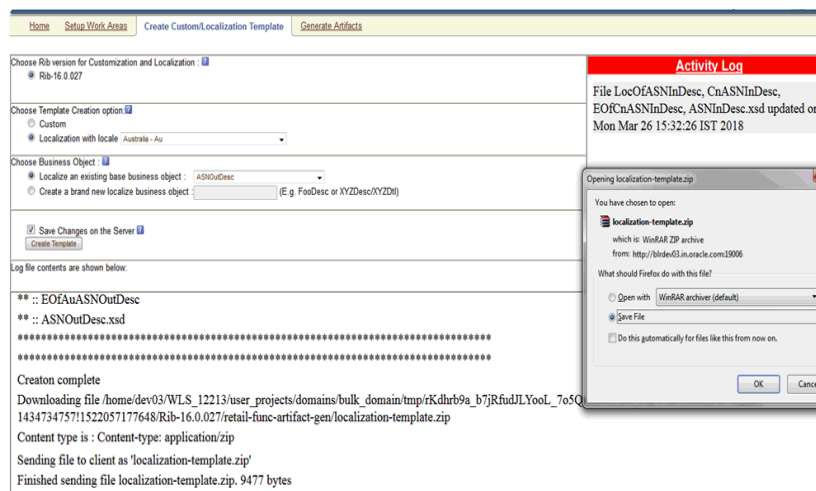 Home Setup Work Areas Create Custom/Localization Template Generate Artifacts
Choose Rib version for Customization and Localization :
Rib-16.0.027
Choose Template Creation option:
Custom
Localization with locale Australia - Au
Choose Business Object :
Localize an existing base business object : ASNOutDesc
Create a brand new localize business object : (E.g. FooDesc or XYZDesc/XYZDtl)
Save Changes on the Server
Create Template
Log file contents are shown below:
** :: EOfAuASNOutDesc
** :: ASNOutDesc.xsd
*********************************************************************************
*********************************************************************************
Creaton complete
Downloading file /home/dev03/WLS_12213/user_projects/domains/bulk_domain/tmp/rKdhrb9a_b7jRfudJLYooL_7o5Q
1434734757!1522057177648/Rib-16.0.027/retail-func-artifact-gen/localization-template.zip
Content type is : Content-type: application/zip
Sending file to client as 'localization-template.zip'
Finished sending file localization-template.zip. 9477 bytes
Activity Log
File LocOfASNInDesc, CnASNInDesc,
EOfCnASNInDesc, ASNInDesc.xsd updated on
Mon Mar 26 15:32:26 IST 2018
Opening localization-template.zip
You have chosen to open:
localization-template.zip
which is: WinRAR ZIP archive
from: http://blrdev03.in.oracle.com:19006
What should Firefox do with this file?
Open with WinRAR archiver (default)
Save File
Do this automatically for files like this from now on.
OK Cance